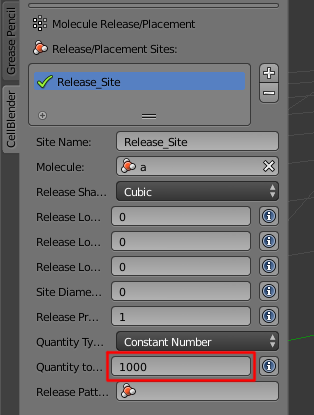 Grease Pencil
CellBlender
Molecule Release/Placement
Release/Placement Sites:
Release_Site
Site Name: Release_Site
Molecule: a
Release Sha... Cubic
Release Lo... 0
Release Lo... 0
Release Lo... 0
Site Diame... 0
Release Pr... 1
Quantity Ty... Constant Number
Quantity to... 1000
Release Patt...